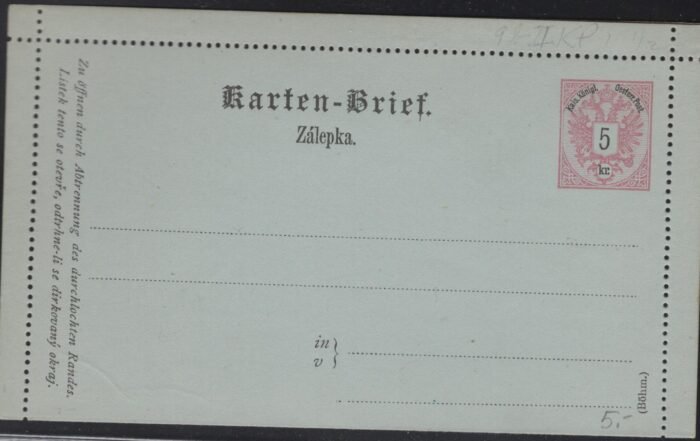 Karten-Brief.
Zálepka.
Kais. Königl. Oesterr. Post.
5
kr.
Zu öffnen durch Abtrennung des durchlochten Randes.
Lístek tento se otevře, odtrhne-li se dírkovaný okraj.
in
v
(Böhm.)
5.-